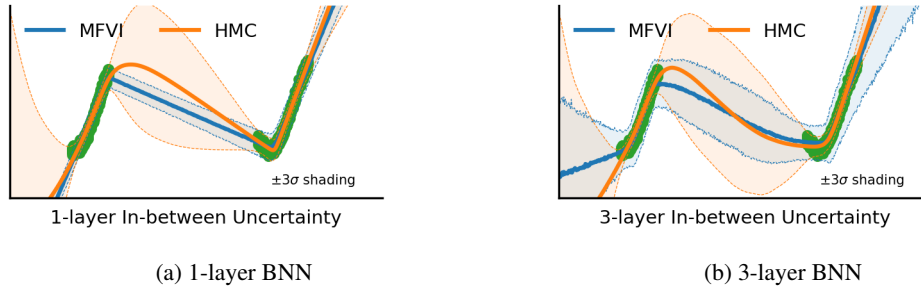 MFVI HMC
±3σ shading
1-layer In-between Uncertainty
(a) 1-layer BNN
MFVI HMC
±3σ shading
3-layer In-between Uncertainty
(b) 3-layer BNN